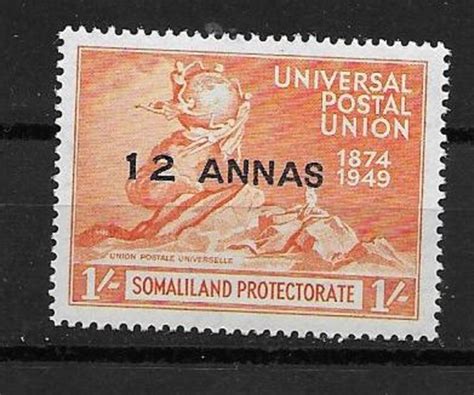 UNIVERSAL
POSTAL
UNION
1874
1949
12 ANNAS
UNION POSTALE UNIVERSELLE
1/- SOMALILAND PROTECTORATE 1/-